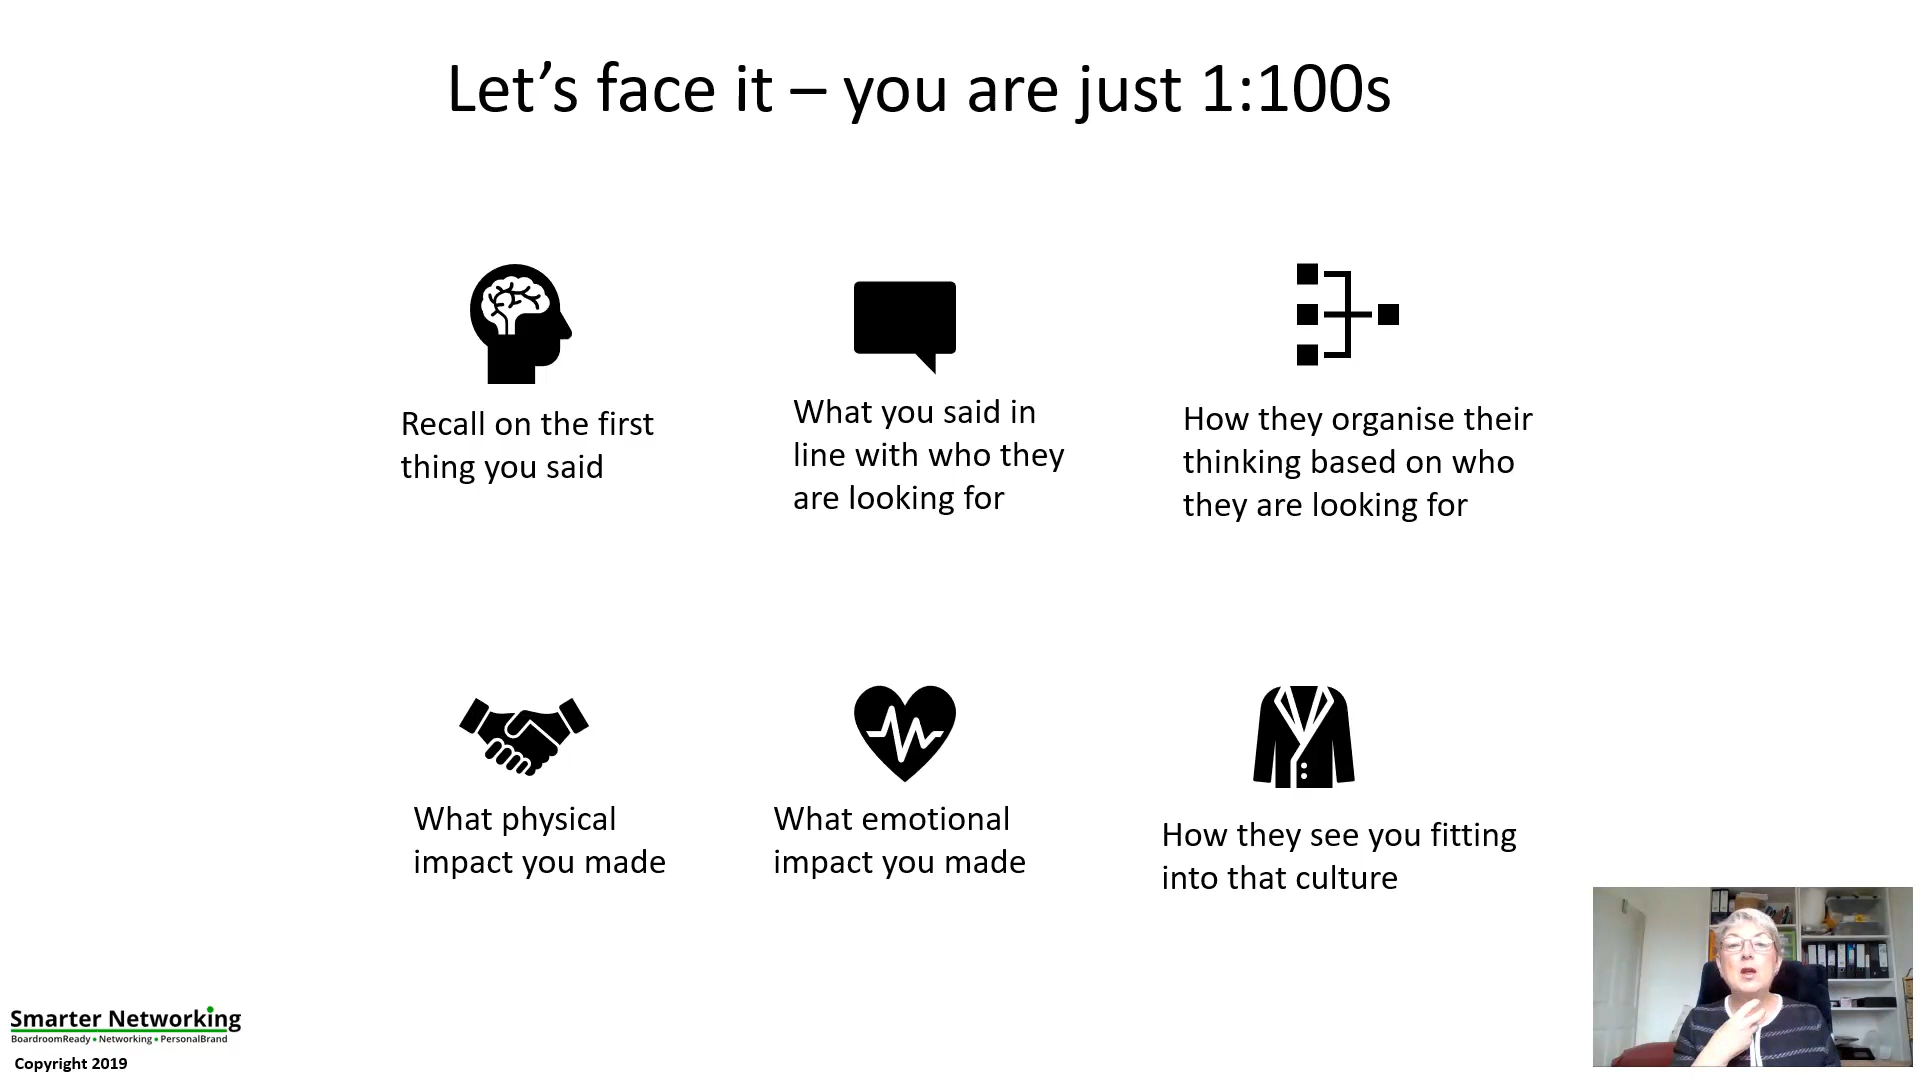 Let’s face it – you are just 1:100s
Recall on the first
thing you said
What you said in
line with who they
are looking for
How they organise their
thinking based on who
they are looking for
What physical
impact you made
What emotional
impact you made
How they see you fitting
into that culture
Smarter Networking
BoardroomReady • Networking • PersonalBrand
Copyright 2019